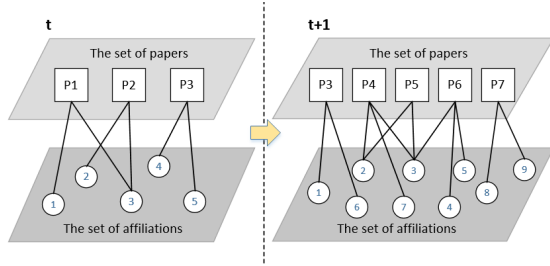 t
The set of papers
P1 P2 P3
4
2
1 3 5
The set of affiliations
t+1
The set of papers
P3 P4 P5 P6 P7
2 3 5 9
1 8
6 7 4
The set of affiliations